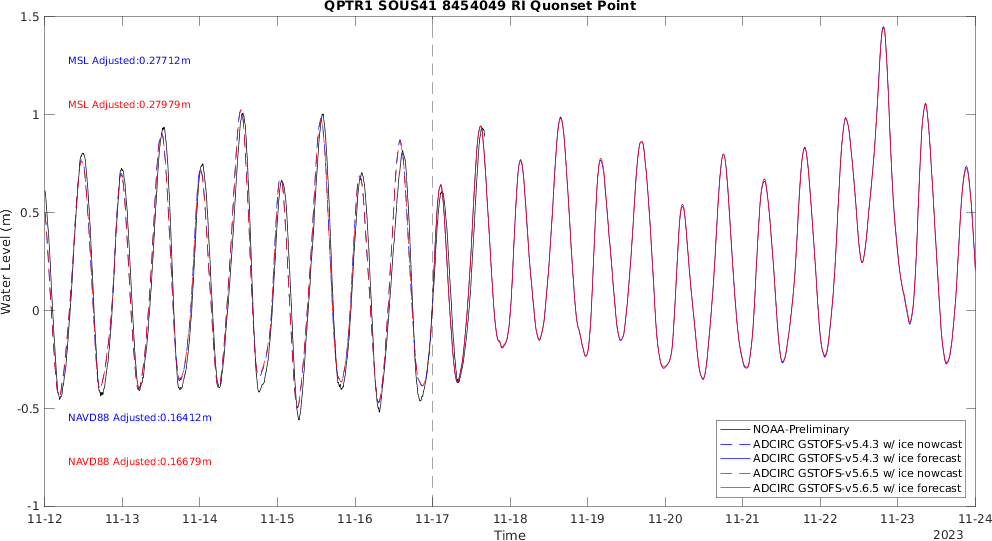 QPTR1 SOUS41 8454049 RI Quonset Point
1.5
MSL Adjusted:0.27712m
MSL Adjusted:0.27979m
1
0.5
Water Level (m)
0
-0.5
NAVD88 Adjusted:0.16412m
NAVD88 Adjusted:0.16679m
-1
NOAA-Preliminary
ADCIRC GSTOFS-v5.4.3 w/ ice nowcast
ADCIRC GSTOFS-v5.4.3 w/ ice forecast
ADCIRC GSTOFS-v5.6.5 w/ ice nowcast
ADCIRC GSTOFS-v5.6.5 w/ ice forecast
11-12 11-13 11-14 11-15 11-16 11-17 11-18 11-19 11-20 11-21 11-22 11-23 11-24
Time
2023